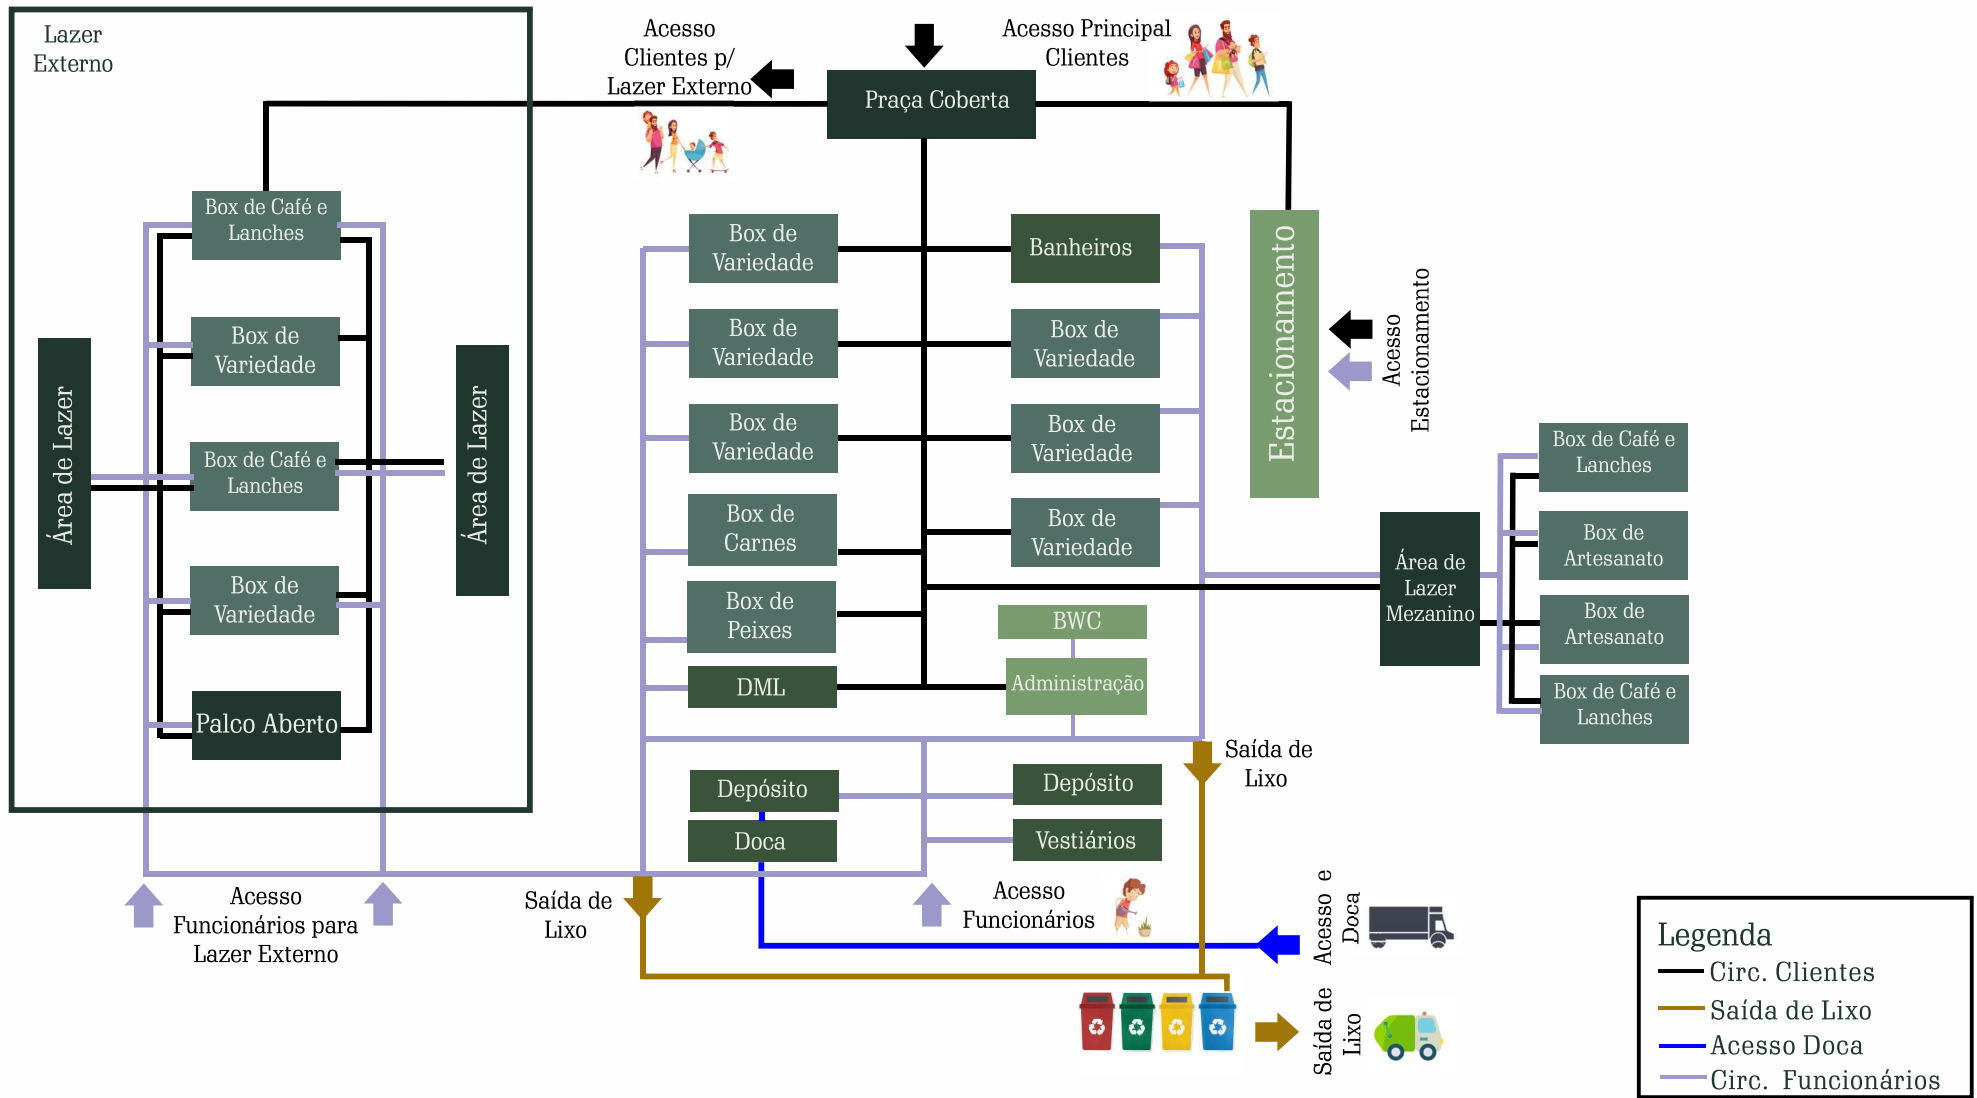 Lazer
Externo
Acesso
Clientes p/
Lazer Externo
Acesso Principal
Clientes
Praça Coberta
Box de Café e
Lanches
Box de
Variedade
Box de Café e
Lanches
Box de
Variedade
Palco Aberto
Área de Lazer
Área de Lazer
Box de
Variedade
Box de
Variedade
Box de
Variedade
Box de
Carnes
Box de
Peixes
DML
Banheiros
Box de
Variedade
Box de
Variedade
Box de
Variedade
BWC
Administração
Estacionamento
Acesso
Estacionamento
Área de
Lazer
Mezanino
Box de Café e
Lanches
Box de
Artesanato
Box de
Artesanato
Box de Café e
Lanches
Depósito
Doca
Depósito
Vestiários
Saída de
Lixo
Acesso
Funcionários para
Lazer Externo
Saída de
Lixo
Acesso
Funcionários
Acesso e
Doca
Saída de
Lixo
Legenda
Circ. Clientes
Saída de Lixo
Acesso Doca
Circ. Funcionários